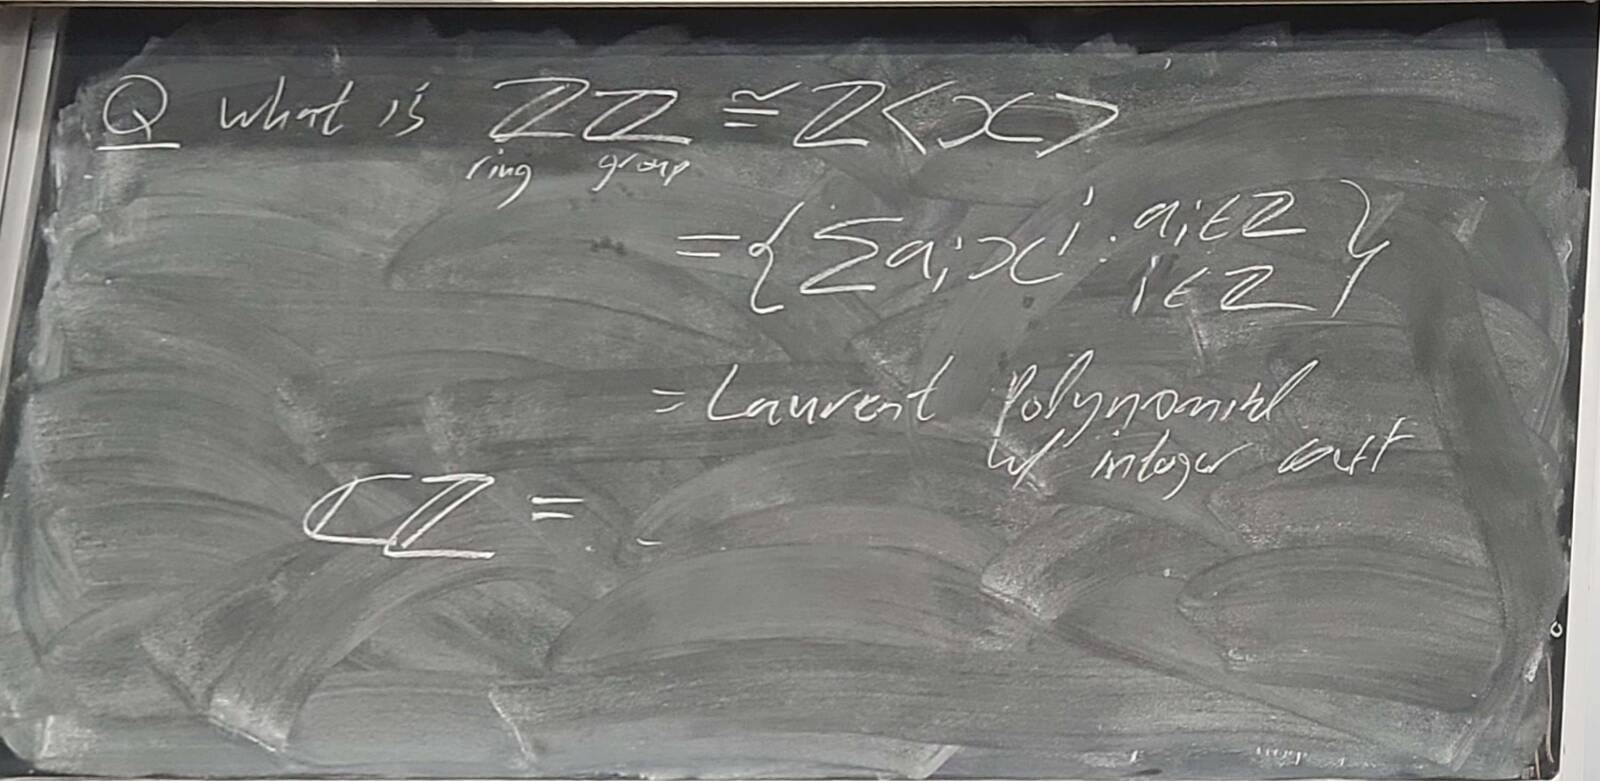 Q What is ℤℤ ≅ ℤ<x>
ring group
= { Σ aᵢxⁱ : aᵢ∈ℤ
i∈ℤ }
= Laurent Polynomial
w/ integer coeff
ℂℤ =